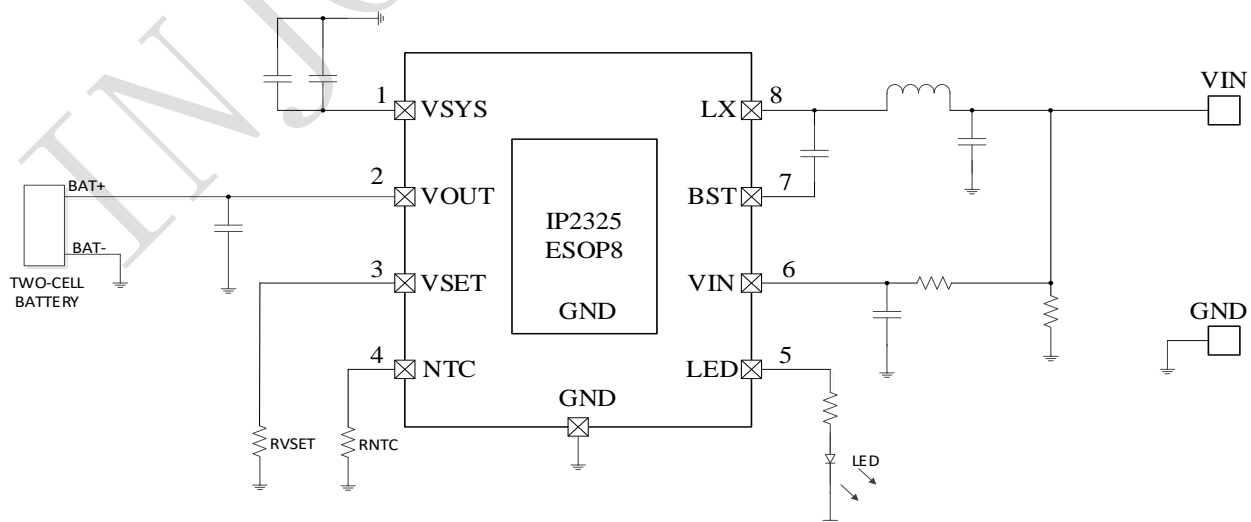 INJO
VIN
1
VSYS
LX
8
BAT+
2
VOUT
BST
7
IP2325
ESOP8
BAT-
TWO-CELL
BATTERY
3
VSET
VIN
6
GND
GND
4
NTC
LED
5
GND
RVSET
RNTC
LED